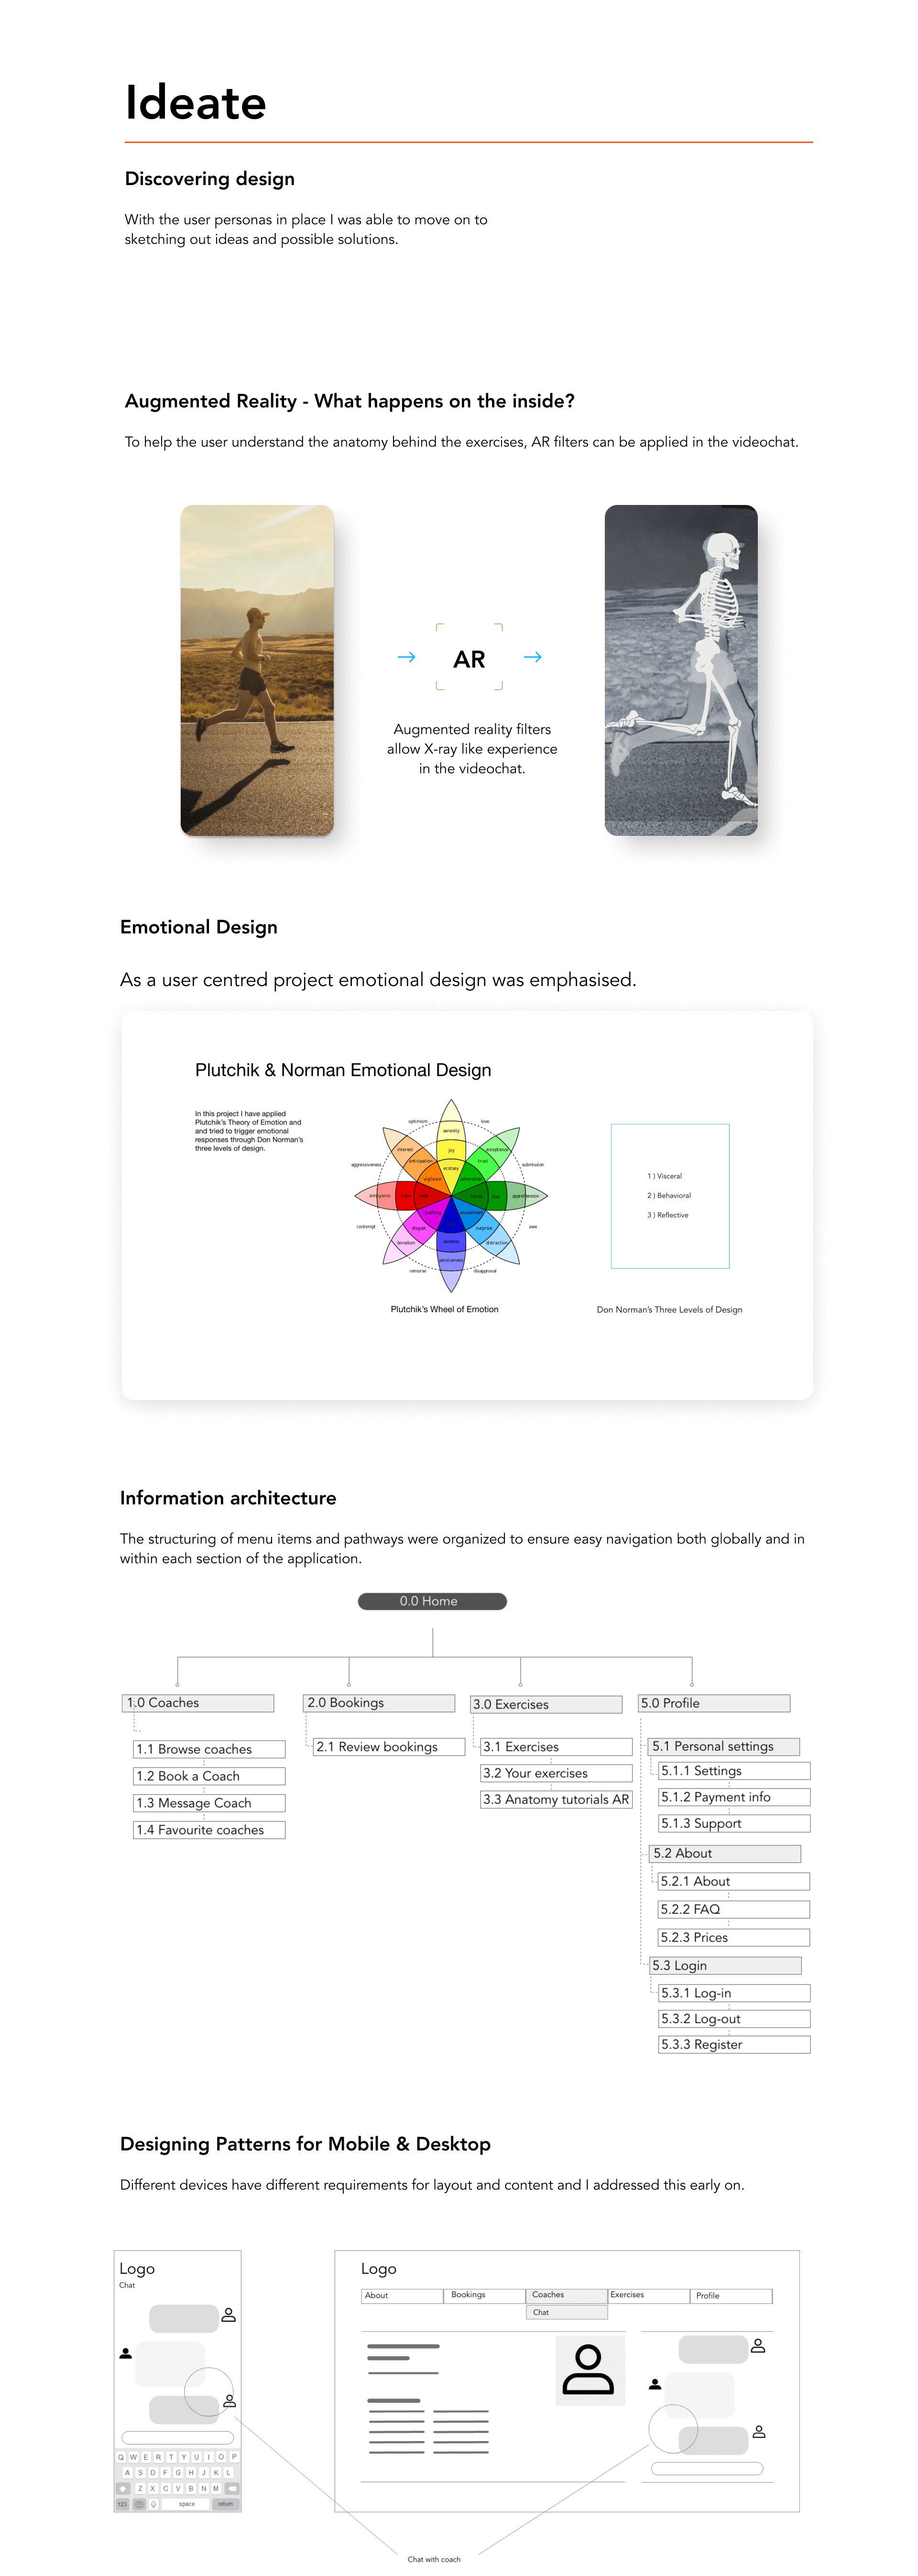 Ideate
Discovering design
With the user personas in place I was able to move on to
sketching out ideas and possible solutions.
Augmented Reality - What happens on the inside?
To help the user understand the anatomy behind the exercises, AR filters can be applied in the videochat.
AR
Augmented reality filters
allow X-ray like experience
in the videochat.
Emotional Design
As a user centred project emotional design was emphasised.
Plutchik & Norman Emotional Design
In this project I have applied
Plutchik's Theory of Emotion and
and tried to trigger emotional
responses through Don Norman's
three levels of design.
optimism
love
serenity
interest
joy
acceptance
anticipation
trust
aggressiveness
ecstasy
submission
vigilance
admiration
annoyance
anger
rage
terror
fear
apprehension
loathing
amazement
contempt
disgust
surprise
awe
boredom
sadness
distraction
pensiveness
remorse
disapproval
Plutchik's Wheel of Emotion
1 ) Visceral
2 ) Behavioral
3 ) Reflective
Don Norman's Three Levels of Design
Information architecture
The structuring of menu items and pathways were organized to ensure easy navigation both globally and in
within each section of the application.
0.0 Home
1.0 Coaches
1.1 Browse coaches
1.2 Book a Coach
1.3 Message Coach
1.4 Favourite coaches
2.0 Bookings
2.1 Review bookings
3.0 Exercises
3.1 Exercises
3.2 Your exercises
3.3 Anatomy tutorials AR
5.0 Profile
5.1 Personal settings
5.1.1 Settings
5.1.2 Payment info
5.1.3 Support
5.2 About
5.2.1 About
5.2.2 FAQ
5.2.3 Prices
5.3 Login
5.3.1 Log-in
5.3.2 Log-out
5.3.3 Register
Designing Patterns for Mobile & Desktop
Different devices have different requirements for layout and content and I addressed this early on.
Logo
Chat
Q W E R T Y U I O P
A S D F G H J K L
Z X C V B N M
123 space return
Logo
About Bookings Coaches Exercises Profile
Chat
Chat with coach